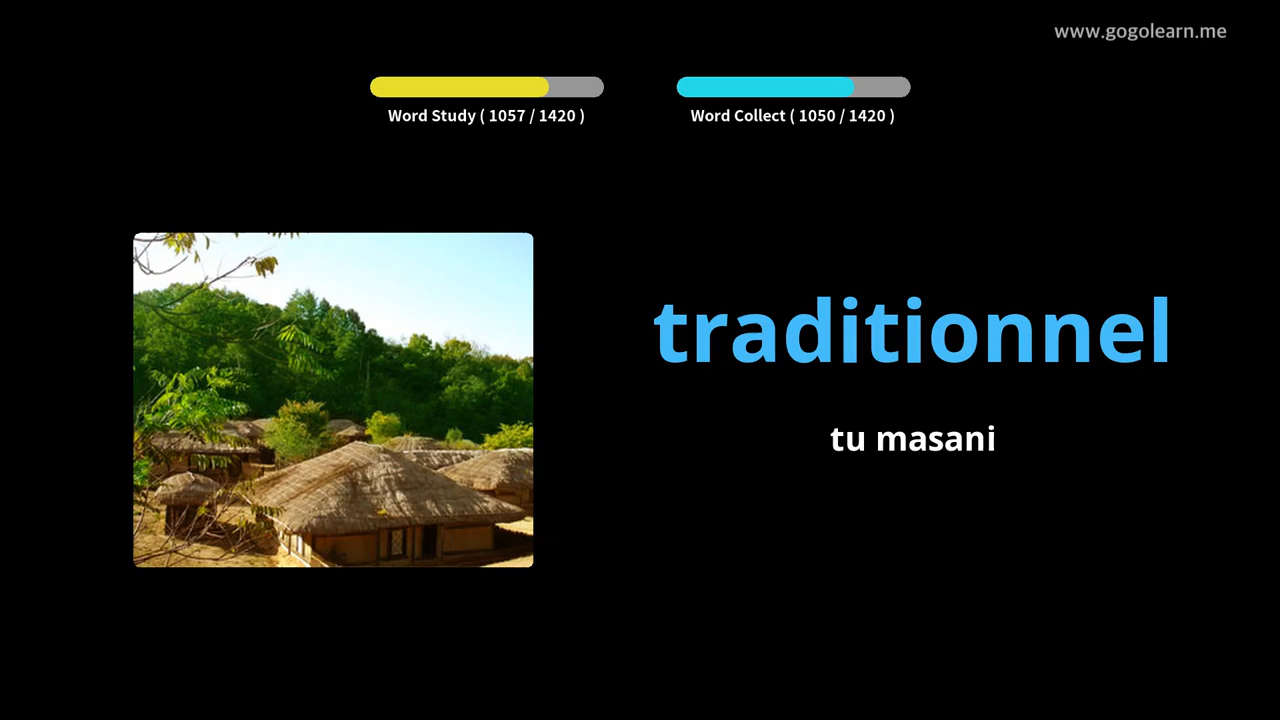 www.gogolearn.me
Word Study ( 1057 / 1420 )
Word Collect ( 1050 / 1420 )
traditionnel
tu masani